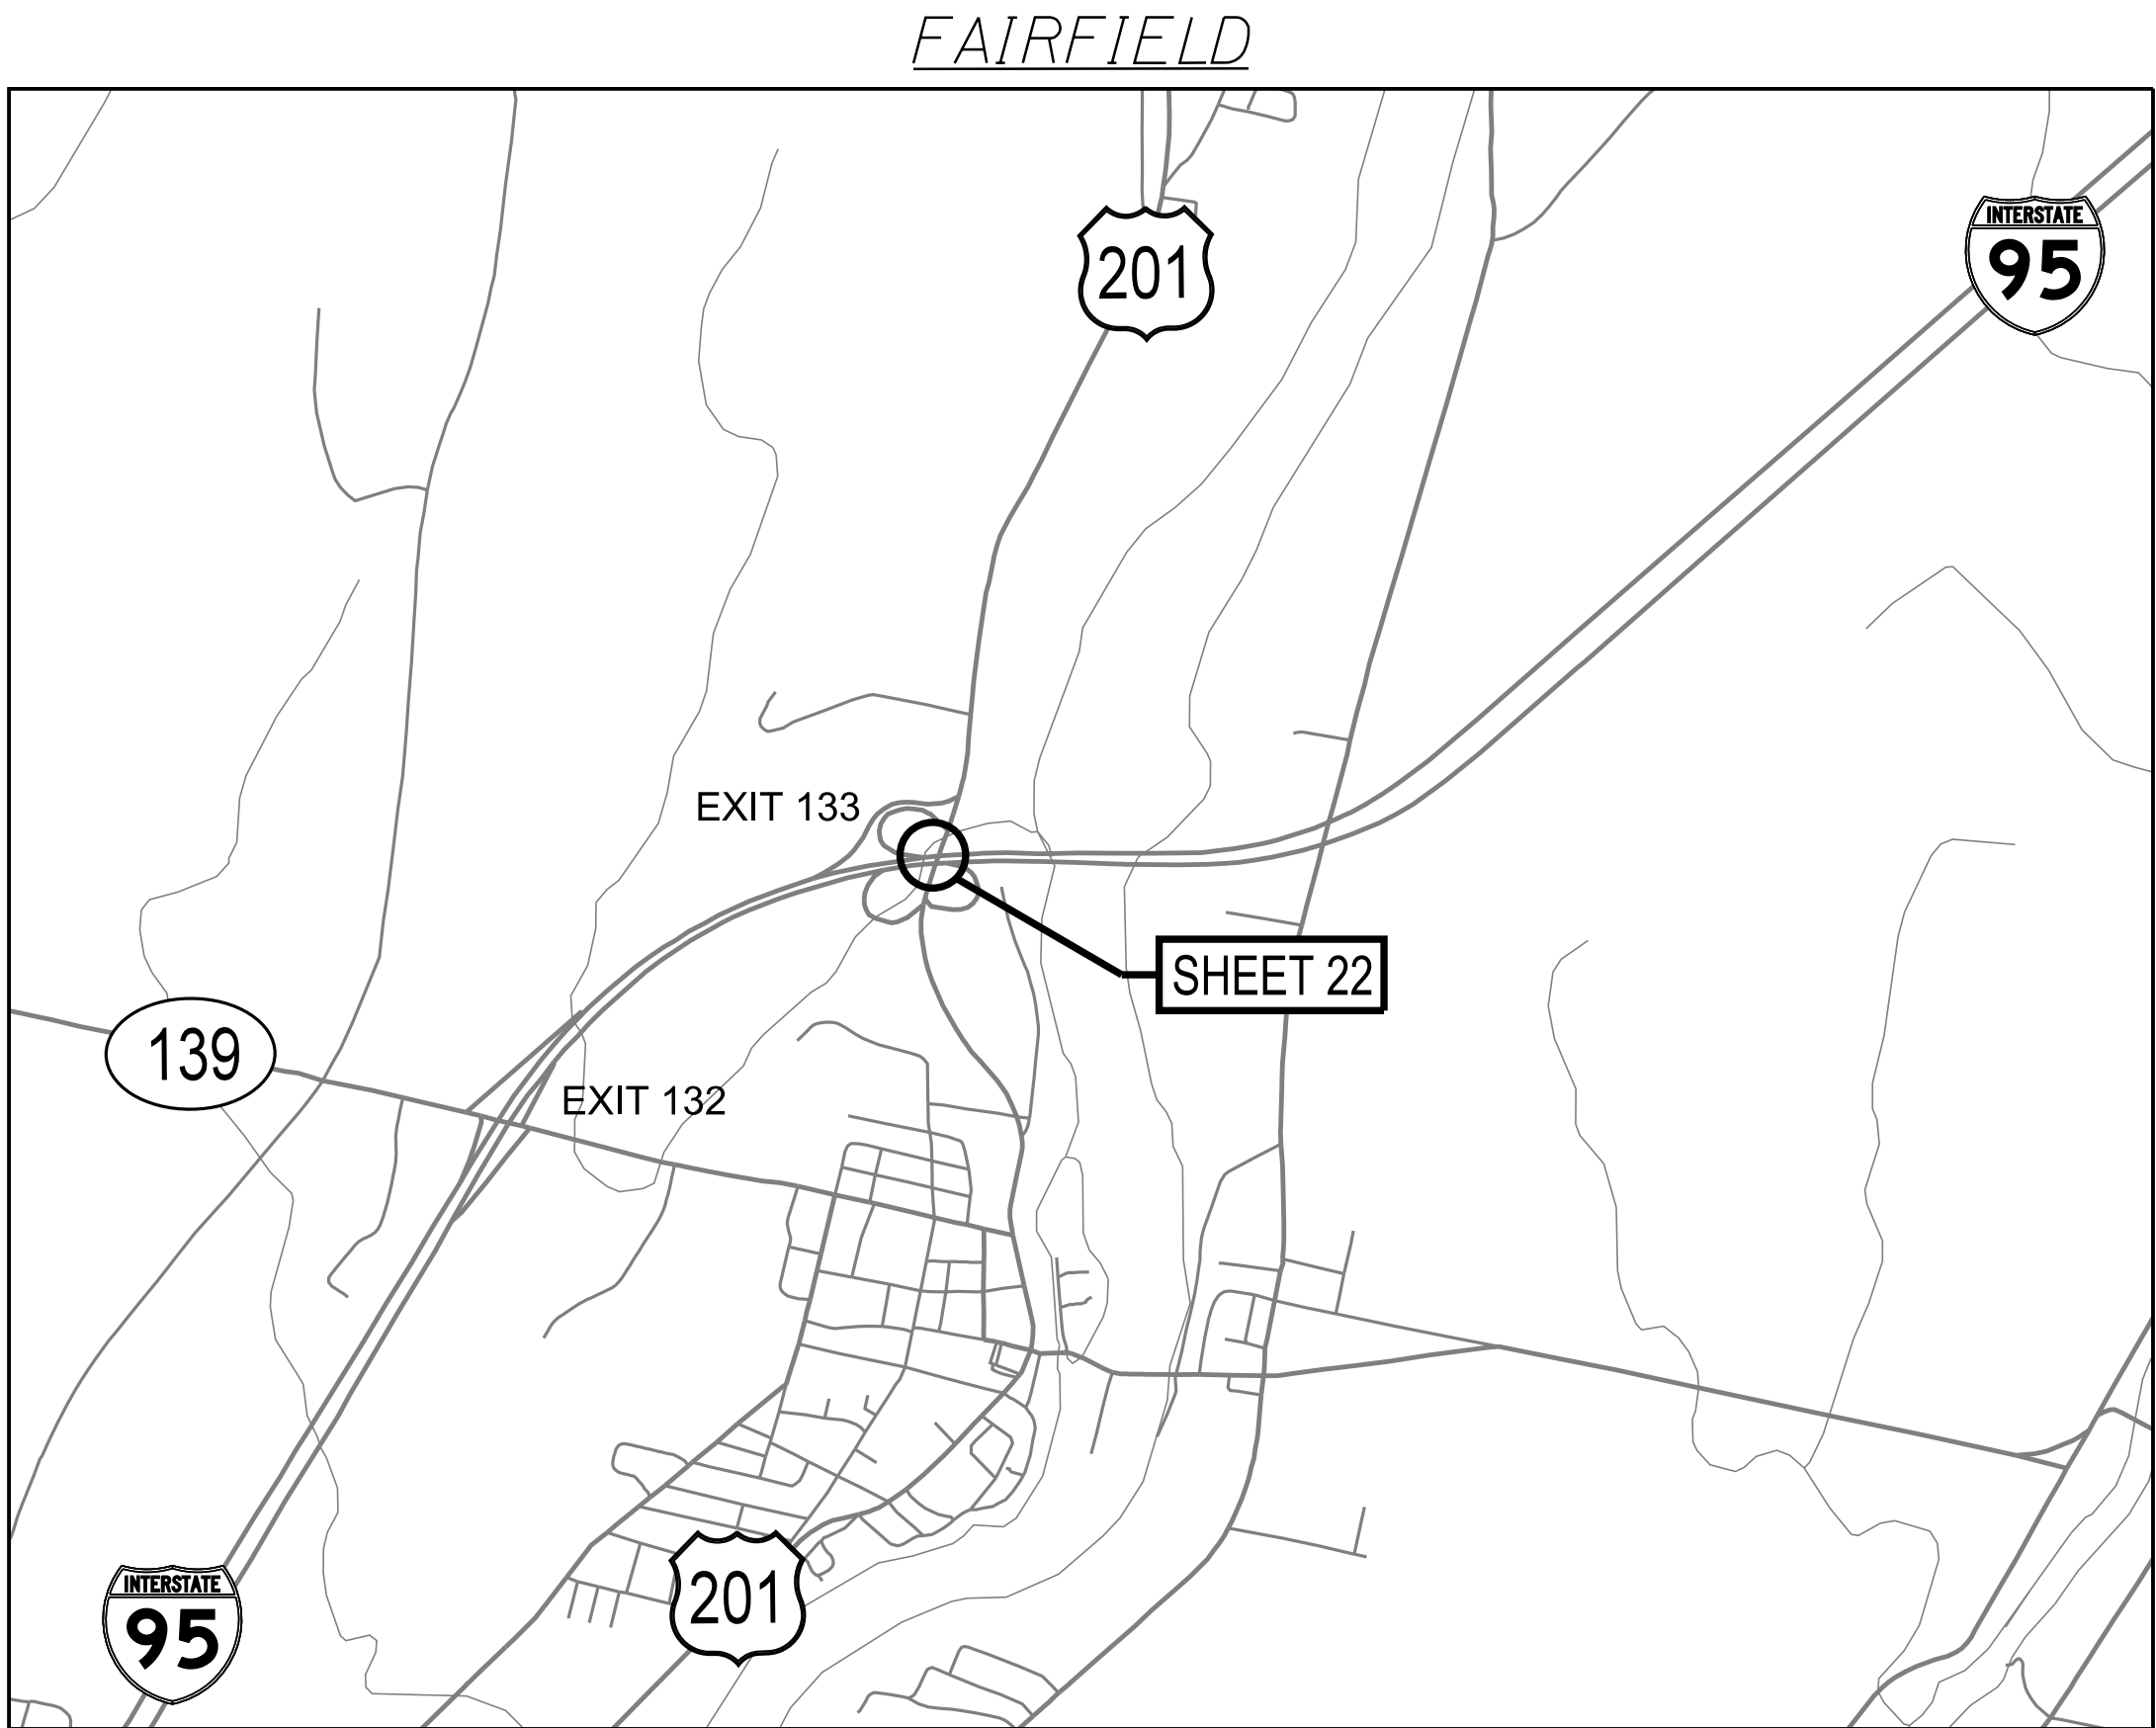 FAIRFIELD
201
INTERSTATE
95
EXIT 133
SHEET 22
139
EXIT 132
INTERSTATE
95
201